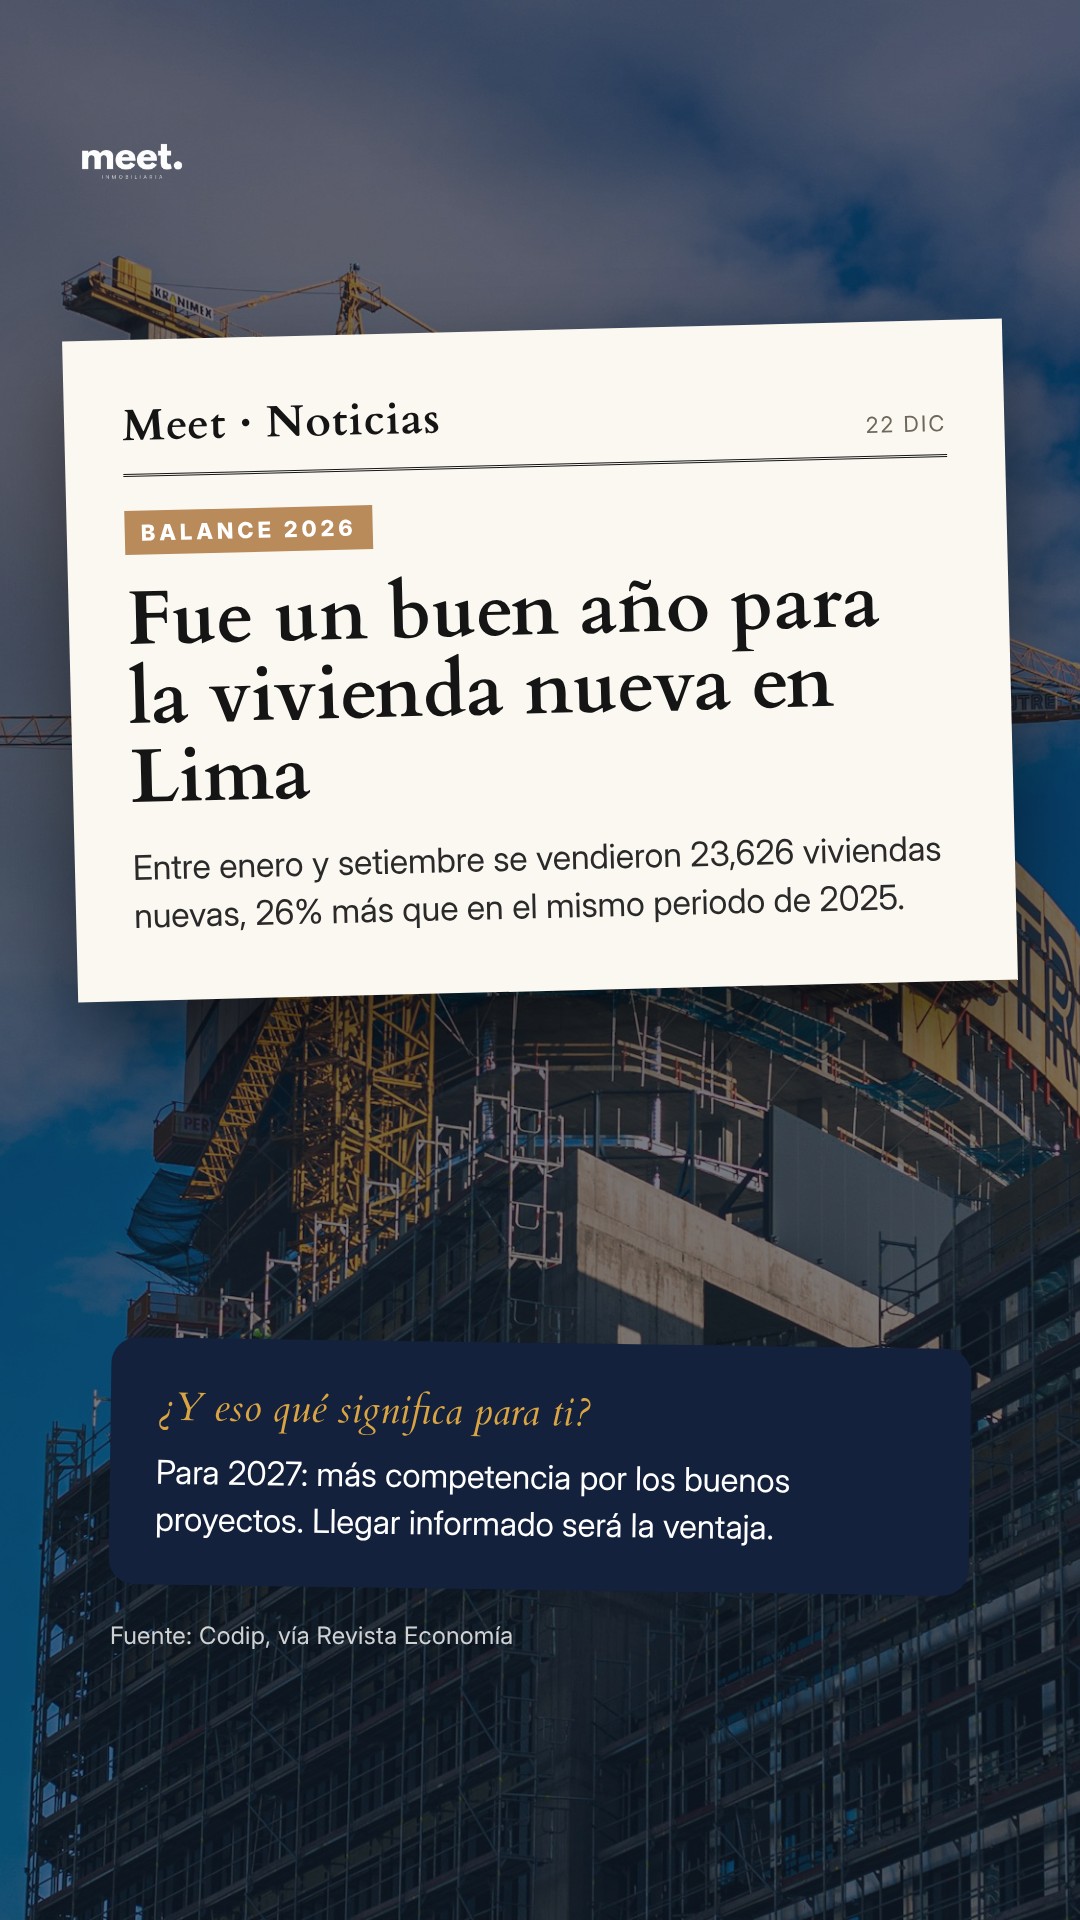 meet.
INMOBILIARIA
KRANIMEX
Meet · Noticias
22 DIC
BALANCE 2026
Fue un buen año para
la vivienda nueva en
Lima
Entre enero y setiembre se vendieron 23,626 viviendas
nuevas, 26% más que en el mismo periodo de 2025.
PERI
¿Y eso qué significa para ti?
Para 2027: más competencia por los buenos
proyectos. Llegar informado será la ventaja.
Fuente: Codip, vía Revista Economía